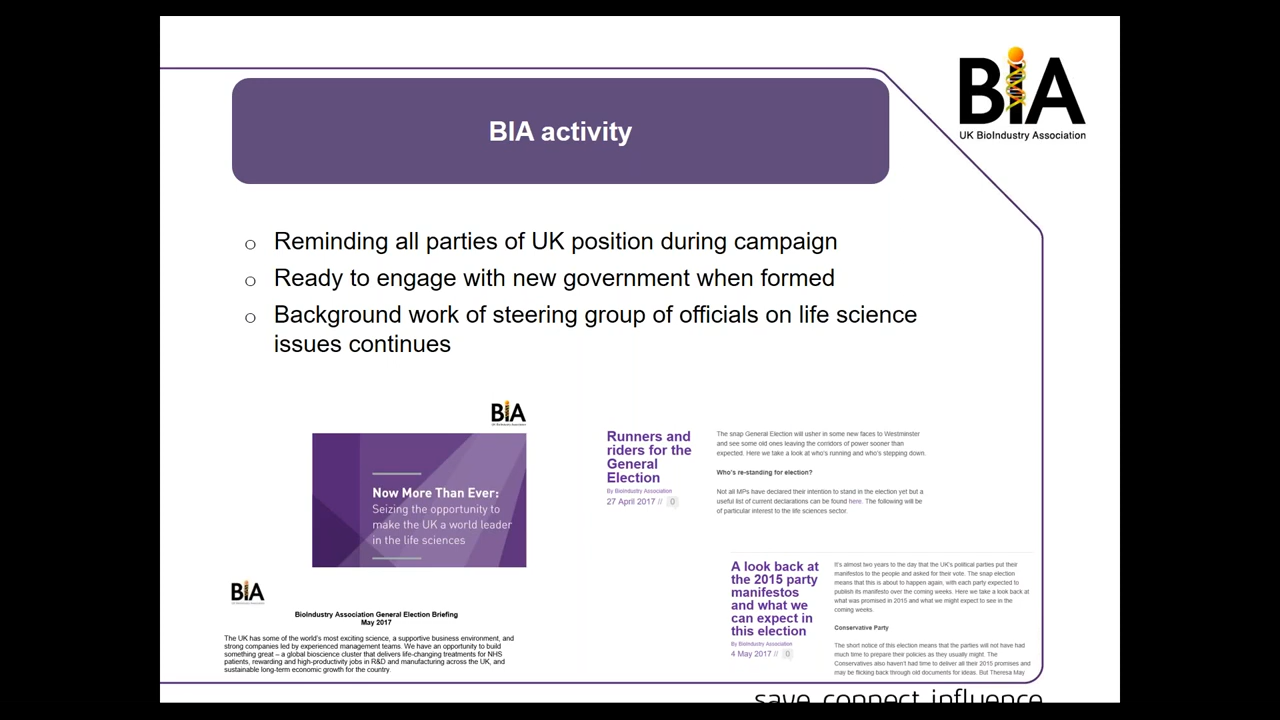 BIA
UK BioIndustry Association
BIA activity
Reminding all parties of UK position during campaign
Ready to engage with new government when formed
Background work of steering group of officials on life science
issues continues
BIA
Now More Than Ever:
Seizing the opportunity to
make the UK a world leader
in the life sciences
BIA
BioIndustry Association General Election Briefing
May 2017
The UK has some of the world's most exciting science, a supportive business environment, and
strong companies led by experienced management teams. We have an opportunity to build
something great – a global bioscience cluster that delivers life-changing treatments for NHS
patients, rewarding and high-productivity jobs in R&D and manufacturing across the UK, and
sustainable long-term economic growth for the country.
Runners and
riders for the
General
Election
By BioIndustry Association
27 April 2017 // 0
The snap General Election will usher in some new faces to Westminster
and see some old ones leaving the corridors of power sooner than
expected. Here we take a look at who's running and who's stepping down.
Who's re-standing for election?
Not all MPs have declared their intention to stand in the election yet but a
useful list of current declarations can be found here. The following will be
of particular interest to the life sciences sector.
A look back at
the 2015 party
manifestos
and what we
can expect in
this election
By BioIndustry Association
4 May 2017 // 0
It's almost two years to the day that the UK's political parties put their
manifestos to the people and asked for their vote. The snap election
means that this is about to happen again, with each party expected to
publish its manifesto over the coming weeks. Here we take a look back at
what was promised in 2015 and what we might expect to see in the
coming weeks.
Conservative Party
The short notice of this election means that the parties will not have had
much time to prepare their policies as they usually might. The
Conservatives also haven't had time to deliver all their 2015 promises and
may be flicking back through old documents for ideas. But Theresa May
save connect influence